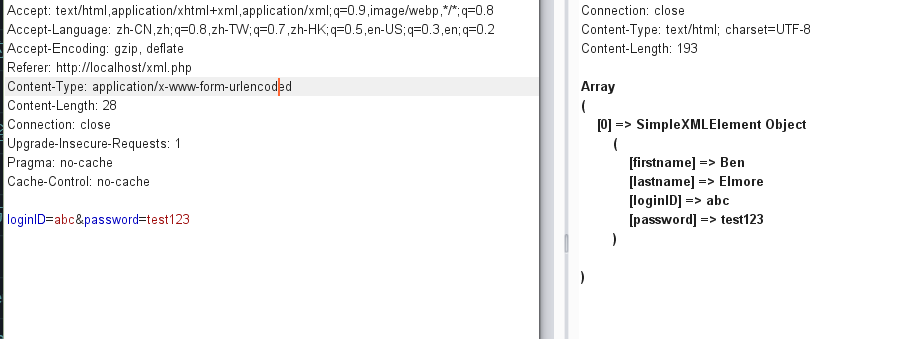 Accept: text/html,application/xhtml+xml,application/xml;q=0.9,image/webp,*/*;q=0.8
Accept-Language: zh-CN,zh;q=0.8,zh-TW;q=0.7,zh-HK;q=0.5,en-US;q=0.3,en;q=0.2
Accept-Encoding: gzip, deflate
Referer: http://localhost/xml.php
Content-Type: application/x-www-form-urlencoded
Content-Length: 28
Connection: close
Upgrade-Insecure-Requests: 1
Pragma: no-cache
Cache-Control: no-cache
loginID=abc&password=test123
Connection: close
Content-Type: text/html; charset=UTF-8
Content-Length: 193
Array
(
[0] => SimpleXMLElement Object
(
[firstname] => Ben
[lastname] => Elmore
[loginID] => abc
[password] => test123
)
)